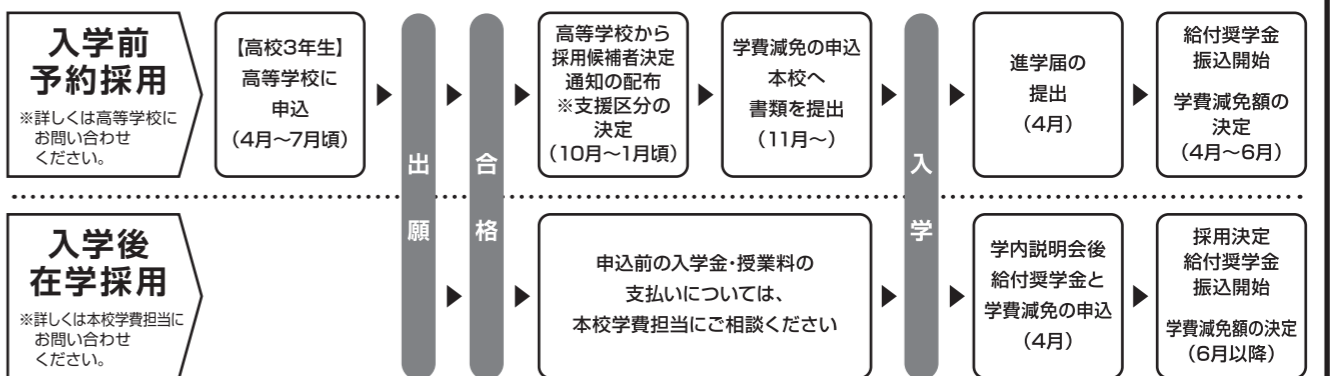 入学前
予約採用
※詳しくは高等学校に
お問い合わせ
ください。
【高校3年生】
高等学校に
申込
(4月～7月頃)
出願
合格
高等学校から
採用候補者決定
通知の配布
※支援区分の
決定
(10月～1月頃)
学費減免の申込
本校へ
書類を提出
(11月～)
入学
進学届の
提出
(4月)
給付奨学金
振込開始
学費減免額の
決定
(4月～6月)
入学後
在学採用
※詳しくは本校学費担当に
お問い合わせ
ください。
申込前の入学金・授業料の
支払いについては、
本校学費担当にご相談ください
学内説明会後
給付奨学金と
学費減免の申込
(4月)
採用決定
給付奨学金
振込開始
学費減免額の決定
(6月以降)